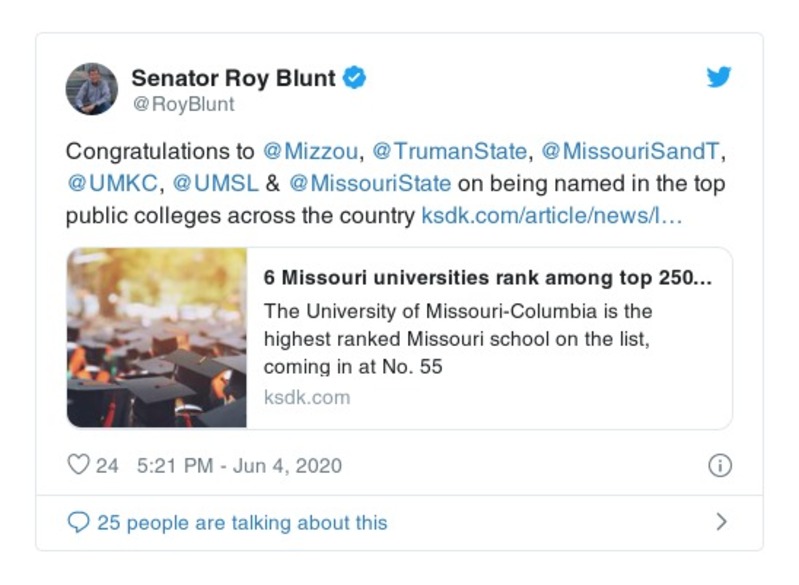 Senator Roy Blunt
@RoyBlunt
Congratulations to @Mizzou, @TrumanState, @MissouriSandT,
@UMKC, @UMSL & @MissouriState on being named in the top
public colleges across the country ksdk.com/article/news/l…
6 Missouri universities rank among top 250...
The University of Missouri-Columbia is the
highest ranked Missouri school on the list,
coming in at No. 55
ksdk.com
24 5:21 PM - Jun 4, 2020
25 people are talking about this